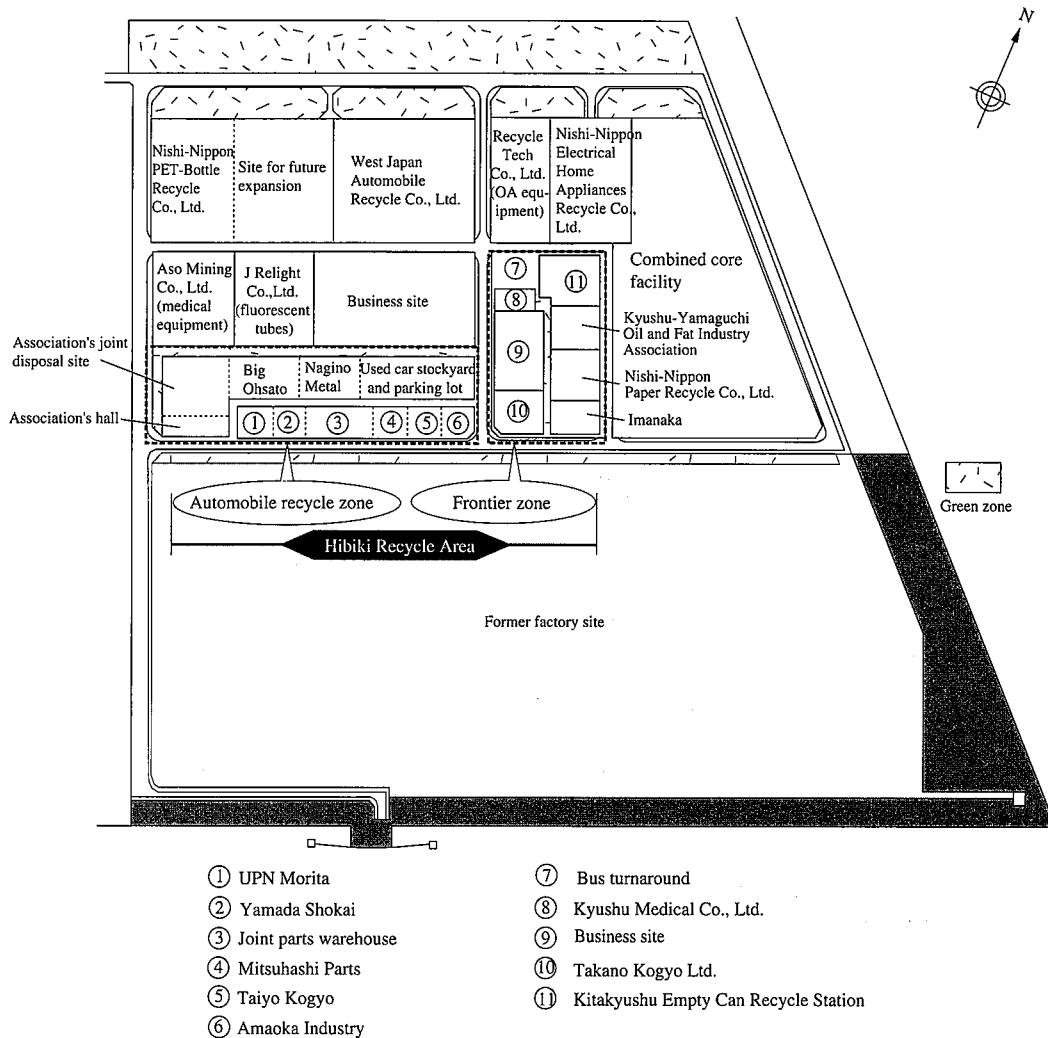 N
Nishi-Nippon
PET-Bottle
Recycle
Co., Ltd.
Site for future
expansion
West Japan
Automobile
Recycle Co., Ltd.
Recycle
Tech
Co., Ltd.
(OA equ-
ipment)
Nishi-Nippon
Electrical
Home
Appliances
Recycle Co.,
Ltd.
Aso Mining
Co., Ltd.
(medical
equipment)
J Relight
Co.,Ltd.
(fluorescent
tubes)
Business site
⑦
⑧
⑨
⑩
⑪
Combined core
facility
Kyushu-Yamaguchi
Oil and Fat Industry
Association
Nishi-Nippon
Paper Recycle Co., Ltd.
Imanaka
Association's joint
disposal site
Association's hall
Big
Ohsato
Nagino
Metal
Used car stockyard
and parking lot
① ② ③ ④ ⑤ ⑥
Automobile recycle zone
Frontier zone
Hibiki Recycle Area
Green zone
Former factory site
① UPN Morita
② Yamada Shokai
③ Joint parts warehouse
④ Mitsuhashi Parts
⑤ Taiyo Kogyo
⑥ Amaoka Industry
⑦ Bus turnaround
⑧ Kyushu Medical Co., Ltd.
⑨ Business site
⑩ Takano Kogyo Ltd.
⑪ Kitakyushu Empty Can Recycle Station